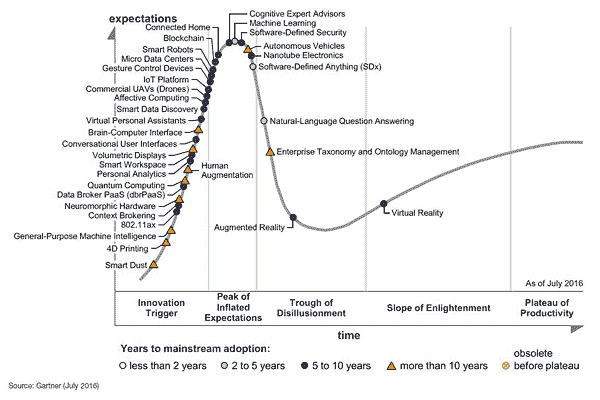 expectations
Cognitive Expert Advisors
Connected Home
Machine Learning
Blockchain
Software-Defined Security
Smart Robots
Autonomous Vehicles
Micro Data Centers
Nanotube Electronics
Gesture Control Devices
Software-Defined Anything (SDx)
IoT Platform
Commercial UAVs (Drones)
Affective Computing
Smart Data Discovery
Virtual Personal Assistants
Natural-Language Question Answering
Brain-Computer Interface
Conversational User Interfaces
Volumetric Displays
Enterprise Taxonomy and Ontology Management
Smart Workspace
Human
Augmentation
Personal Analytics
Quantum Computing
Data Broker PaaS (dbrPaaS)
Neuromorphic Hardware
Context Brokering
Virtual Reality
802.11ax
Augmented Reality
General-Purpose Machine Intelligence
4D Printing
Smart Dust
As of July 2016
Innovation
Trigger
Peak of
Inflated
Expectations
Trough of
Disillusionment
Slope of Enlightenment
Plateau of
Productivity
time
Years to mainstream adoption:
less than 2 years
2 to 5 years
5 to 10 years
more than 10 years
obsolete
before plateau
Source: Gartner (July 2016)